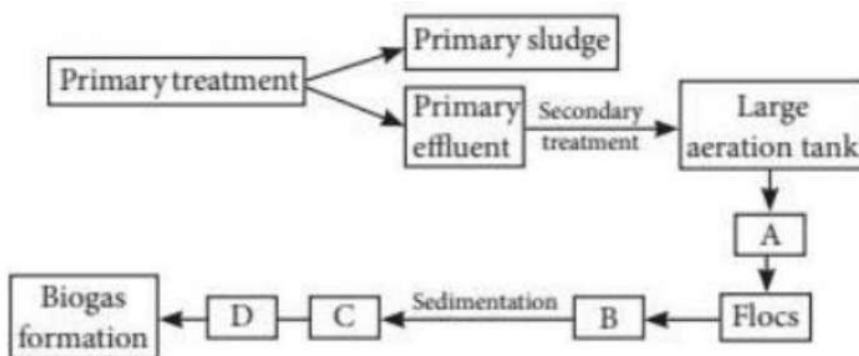 Primary sludge
Primary treatment
Primary
effluent
Secondary
treatment
Large
aeration tank
A
Biogas
formation
D
C
Sedimentation
B
Flocs